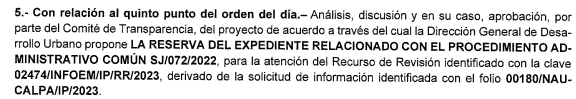 5.- Con relación al quinto punto del orden del día.– Análisis, discusión y en su caso, aprobación, por
parte del Comité de Transparencia, del proyecto de acuerdo a través del cual la Dirección General de Desa-
rrollo Urbano propone LA RESERVA DEL EXPEDIENTE RELACIONADO CON EL PROCEDIMIENTO AD-
MINISTRATIVO COMÚN SJ/072/2022, para la atención del Recurso de Revisión identificado con la clave
02474/INFOEM/IP/RR/2023, derivado de la solicitud de información identificada con el folio 00180/NAU-
CALPA/IP/2023.